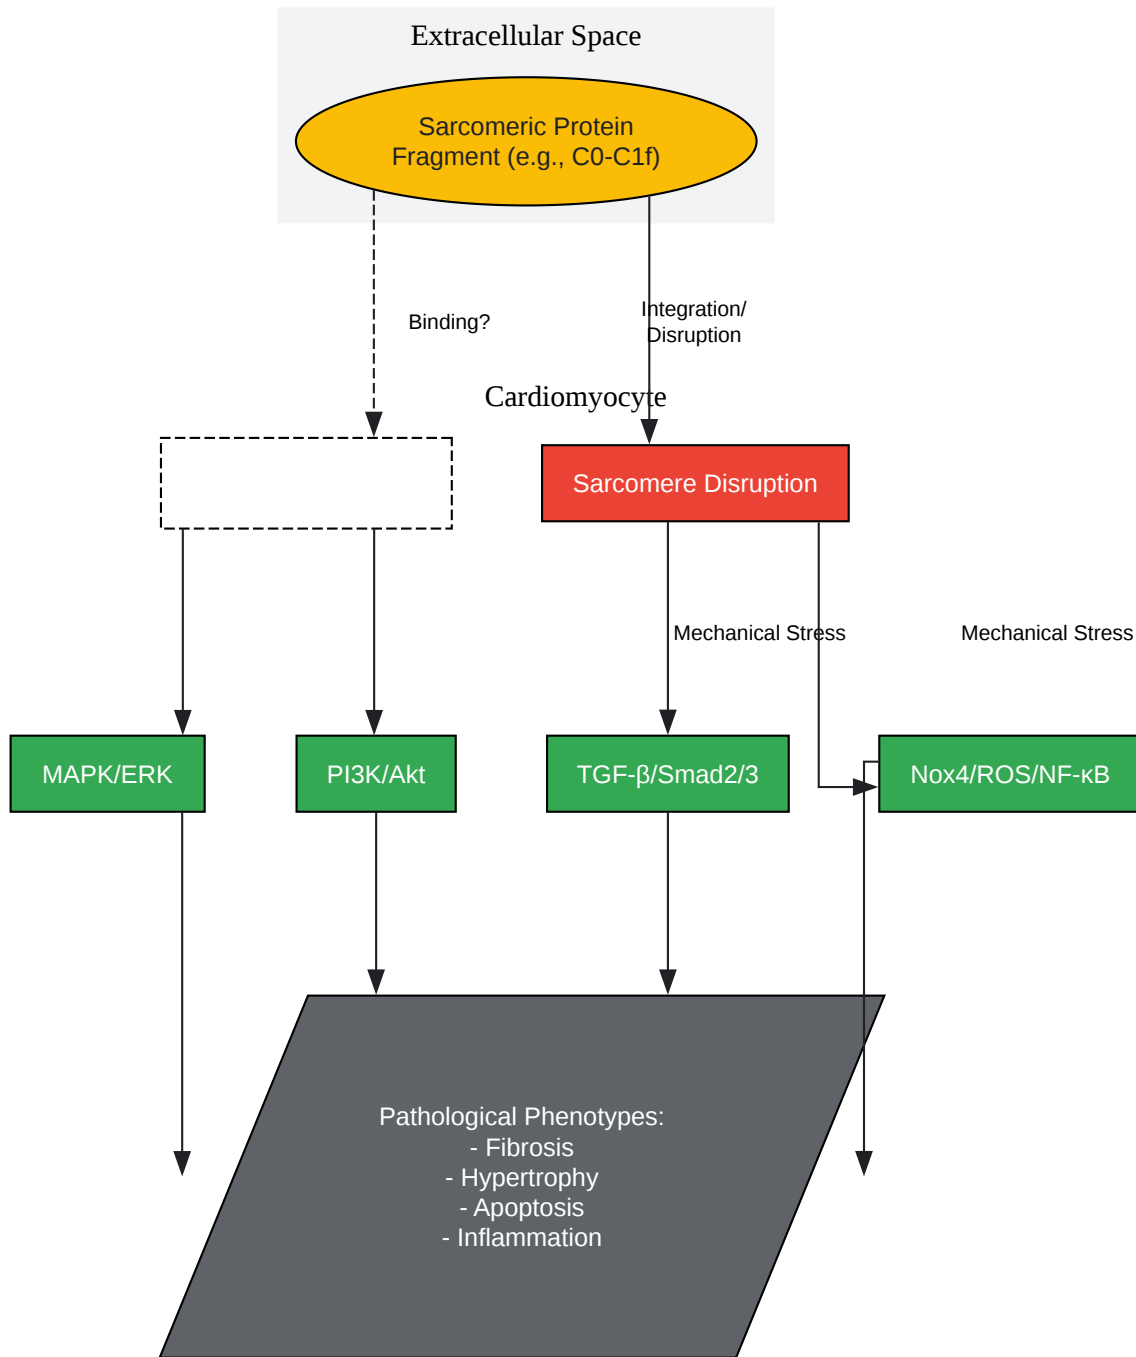 Extracellular Space
Sarcomeric Protein
Fragment (e.g., C0-C1f)
Binding?
Integration/
Disruption
Cardiomyocyte
Sarcomere Disruption
Mechanical Stress
Mechanical Stress
MAPK/ERK
PI3K/Akt
TGF-β/Smad2/3
Nox4/ROS/NF-κB
Pathological Phenotypes:
- Fibrosis
- Hypertrophy
- Apoptosis
- Inflammation